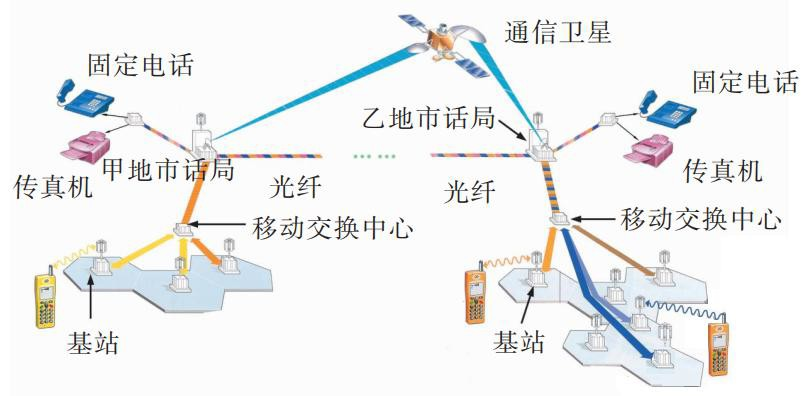 通信卫星
固定电话
固定电话
乙地市话局
传真机
甲地市话局
光纤
光纤
传真机
移动交换中心
移动交换中心
基站
基站